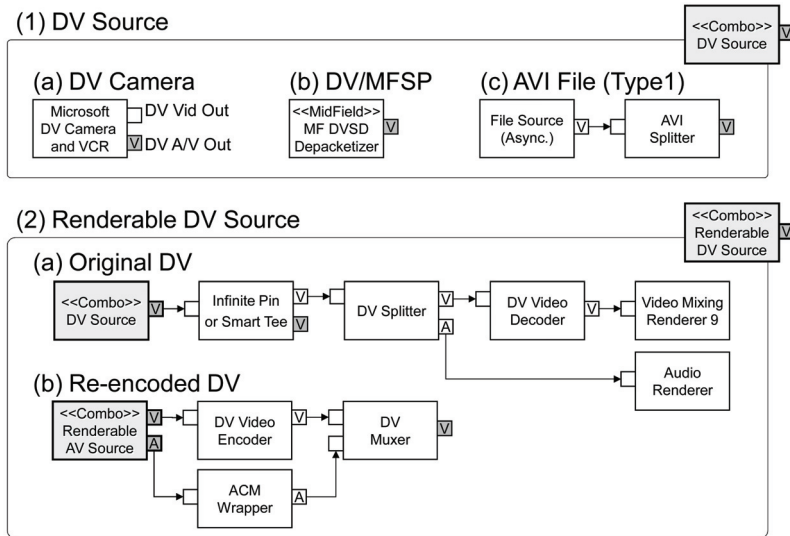 (1) DV Source
<<Combo>>
DV Source
V
(a) DV Camera
Microsoft
DV Camera
and VCR
DV Vid Out
V
DV A/V Out
(b) DV/MFSP
<<MidField>>
MF DVSD
Depacketizer
V
(c) AVI File (Type1)
File Source
(Async.)
V
AVI
Splitter
V
(2) Renderable DV Source
<<Combo>>
Renderable
DV Source
V
(a) Original DV
<<Combo>>
DV Source
V
Infinite Pin
or Smart Tee
V
V
DV Splitter
V
A
DV Video
Decoder
V
Video Mixing
Renderer 9
Audio
Renderer
(b) Re-encoded DV
<<Combo>>
Renderable
AV Source
V
A
DV Video
Encoder
V
DV
Muxer
V
ACM
Wrapper
A